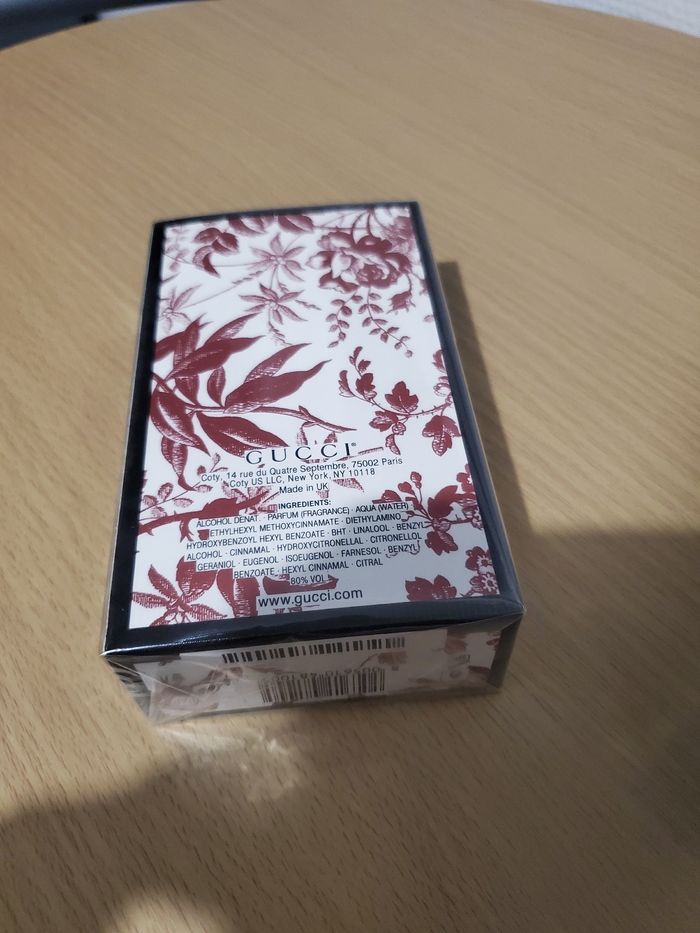 GUCCI®
Coty, 14 rue du Quatre Septembre, 75002 Paris
Coty US LLC, New York, NY 10118
Made in UK
INGREDIENTS:
ALCOHOL DENAT. · PARFUM (FRAGRANCE) · AQUA (WATER)
ETHYLHEXYL METHOXYCINNAMATE · DIETHYLAMINO
HYDROXYBENZOYL HEXYL BENZOATE · BHT · LINALOOL · BENZYL
ALCOHOL · CINNAMAL · HYDROXYCITRONELLAL · CITRONELLOL
GERANIOL · EUGENOL · ISOEUGENOL · FARNESOL · BENZYL
BENZOATE · HEXYL CINNAMAL · CITRAL
80% VOL
www.gucci.com